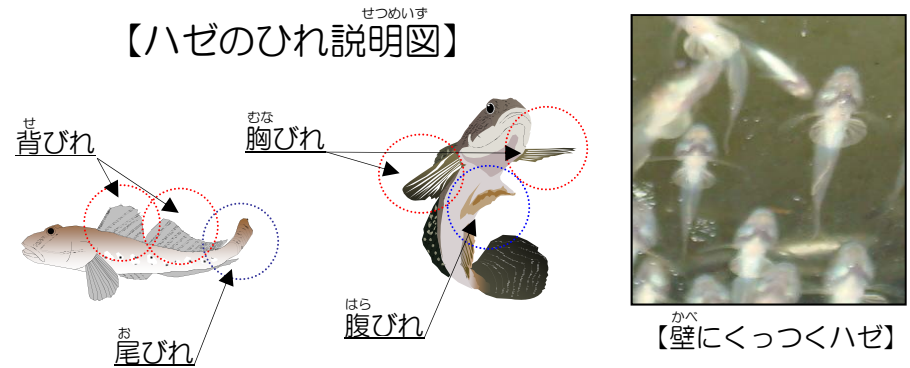 せつめいず
【ハゼのひれ説明図】
せ
背びれ
むな
胸びれ
はら
腹びれ
お
尾びれ
かべ
【壁にくっつくハゼ】